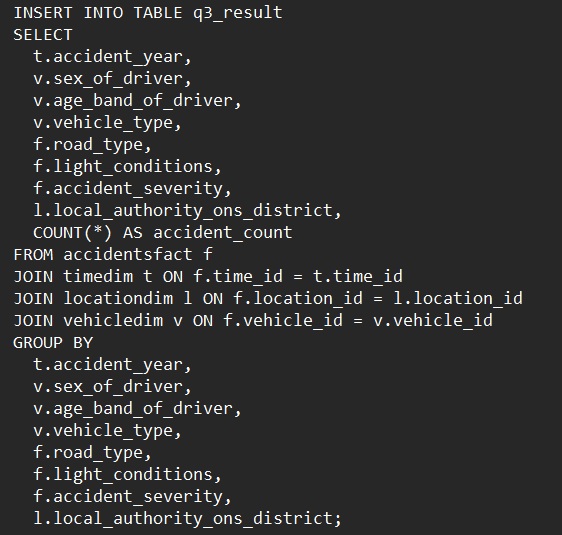 INSERT INTO TABLE q3_result
SELECT
  t.accident_year,
  v.sex_of_driver,
  v.age_band_of_driver,
  v.vehicle_type,
  f.road_type,
  f.light_conditions,
  f.accident_severity,
  l.local_authority_ons_district,
  COUNT(*) AS accident_count
FROM accidentsfact f
JOIN timedim t ON f.time_id = t.time_id
JOIN locationdim l ON f.location_id = l.location_id
JOIN vehicledim v ON f.vehicle_id = v.vehicle_id
GROUP BY
  t.accident_year,
  v.sex_of_driver,
  v.age_band_of_driver,
  v.vehicle_type,
  f.road_type,
  f.light_conditions,
  f.accident_severity,
  l.local_authority_ons_district;